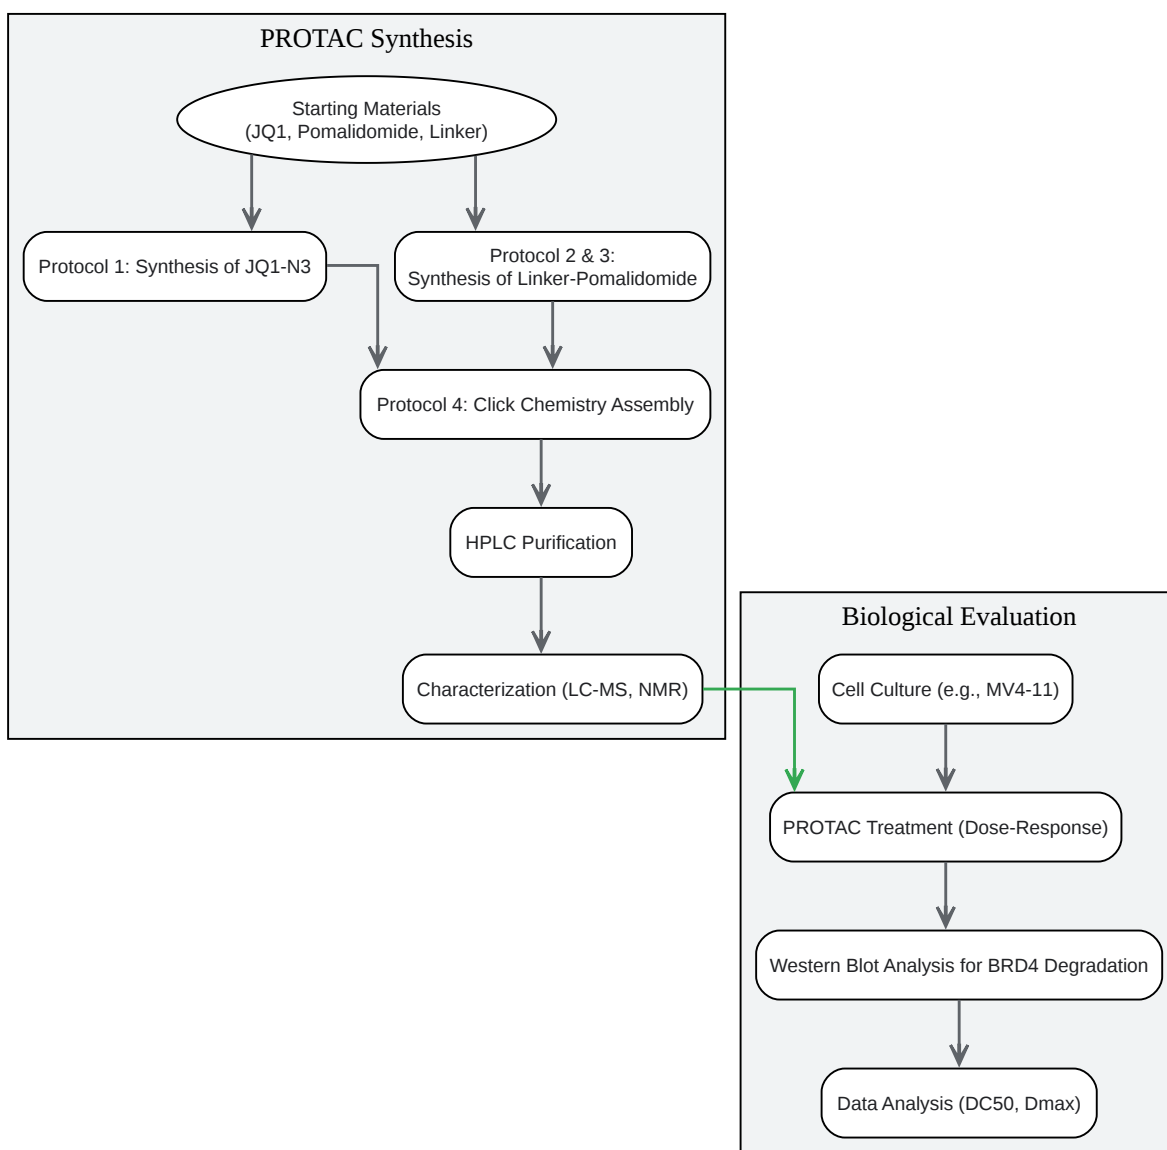 PROTAC Synthesis
Starting Materials
(JQ1, Pomalidomide, Linker)
Protocol 1: Synthesis of JQ1-N3
Protocol 2 & 3:
Synthesis of Linker-Pomalidomide
Protocol 4: Click Chemistry Assembly
HPLC Purification
Characterization (LC-MS, NMR)
Biological Evaluation
Cell Culture (e.g., MV4-11)
PROTAC Treatment (Dose-Response)
Western Blot Analysis for BRD4 Degradation
Data Analysis (DC50, Dmax)